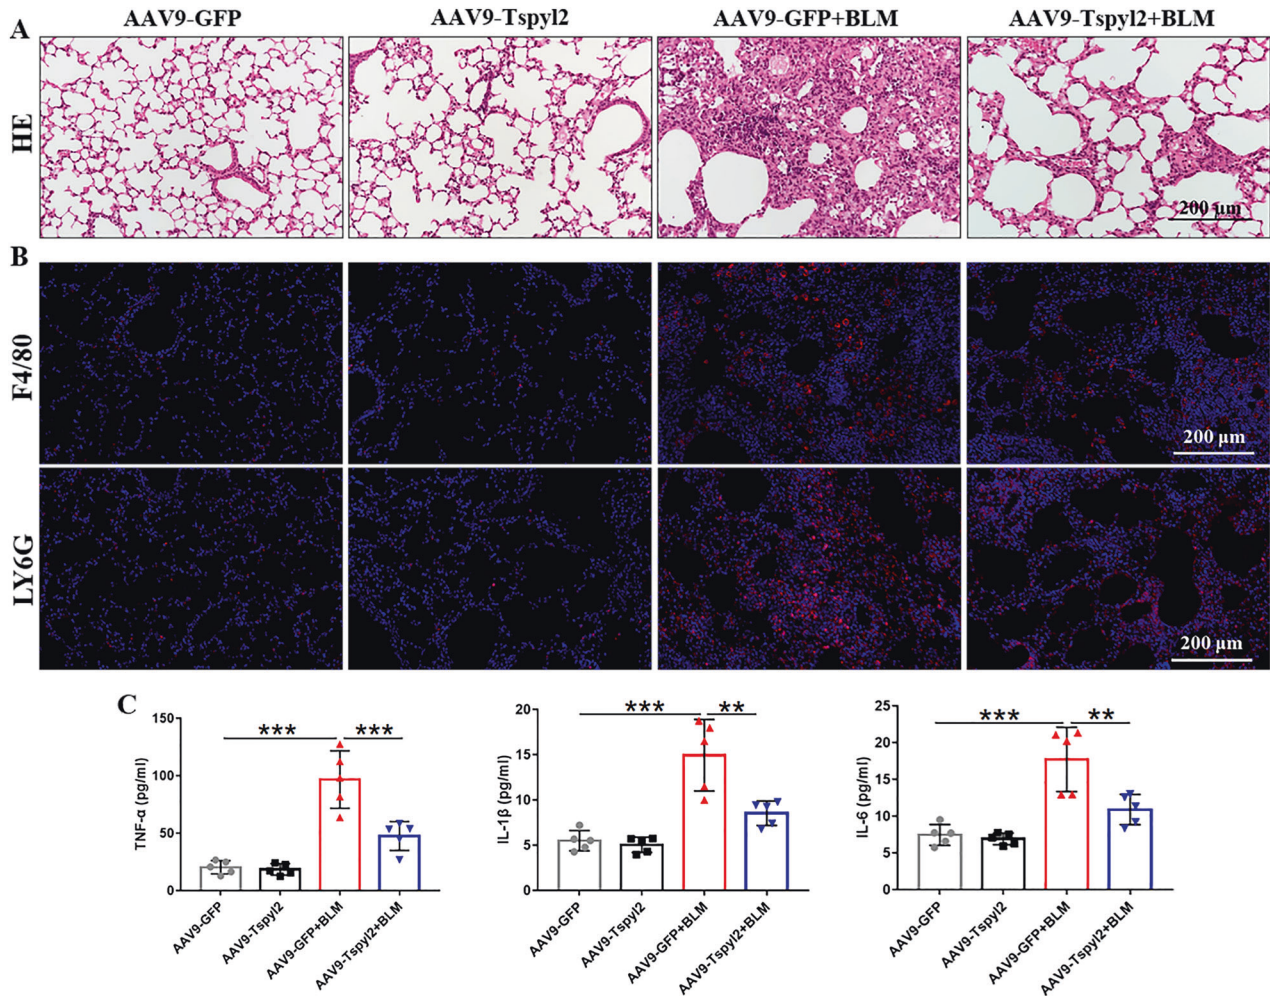 A
AAV9-GFP
AAV9-Tspyl2
AAV9-GFP+BLM
AAV9-Tspyl2+BLM
HE
200 μm
B
F4/80
200 μm
LY6G
200 μm
C
TNF-α (pg/ml)
150
100
50
0
***
***
AAV9-GFP
AAV9-Tspyl2
AAV9-GFP+BLM
AAV9-Tspyl2+BLM
IL-1β (pg/ml)
20
15
10
5
0
***
**
AAV9-GFP
AAV9-Tspyl2
AAV9-GFP+BLM
AAV9-Tspyl2+BLM
IL-6 (pg/ml)
25
20
15
10
5
0
***
**
AAV9-GFP
AAV9-Tspyl2
AAV9-GFP+BLM
AAV9-Tspyl2+BLM